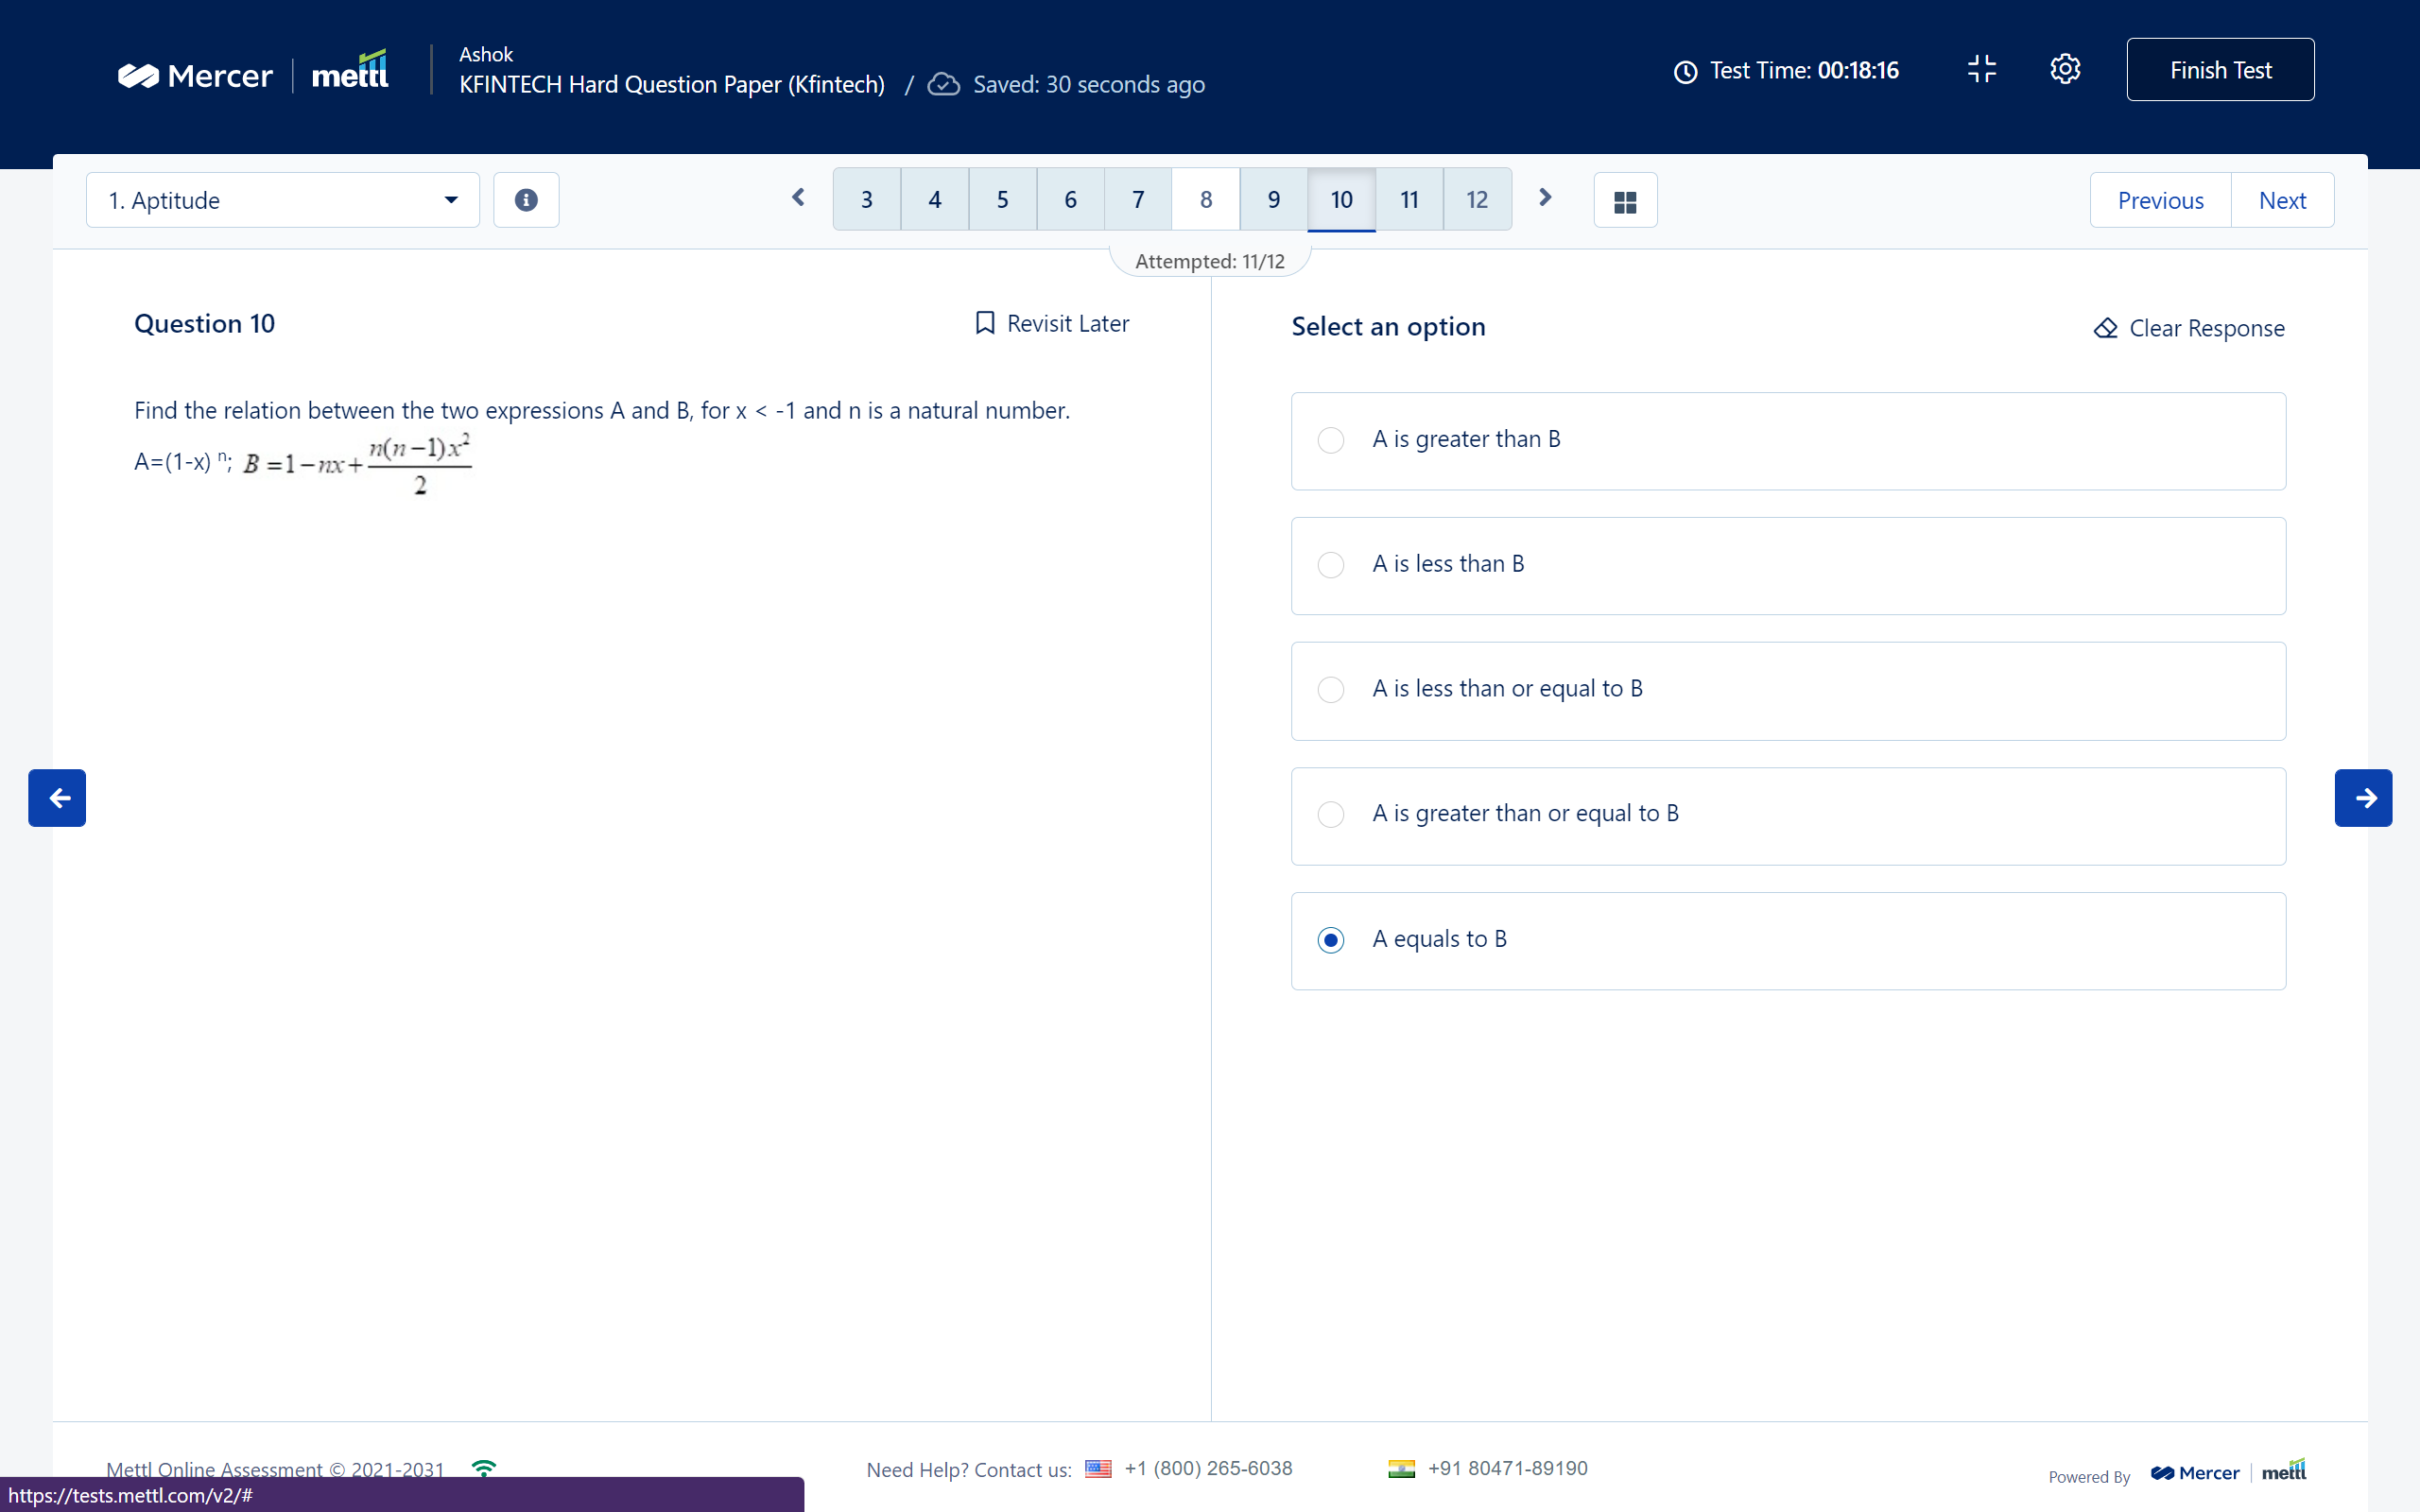 Mercer | mettl
Ashok
KFINTECH Hard Question Paper (Kfintech) / Saved: 30 seconds ago
Test Time: 00:18:16
Finish Test
1. Aptitude
3 4 5 6 7 8 9 10 11 12
Previous Next
Attempted: 11/12
Question 10
Revisit Later
Find the relation between the two expressions A and B, for x < -1 and n is a natural number.
A=(1-x) ⁿ; B =1−nx+ n(n−1)x² / 2
Select an option
Clear Response
A is greater than B
A is less than B
A is less than or equal to B
A is greater than or equal to B
A equals to B
Mettl Online Assessment © 2021-2031
Need Help? Contact us: +1 (800) 265-6038 +91 80471-89190
Powered By Mercer | mettl
https://tests.mettl.com/v2/#